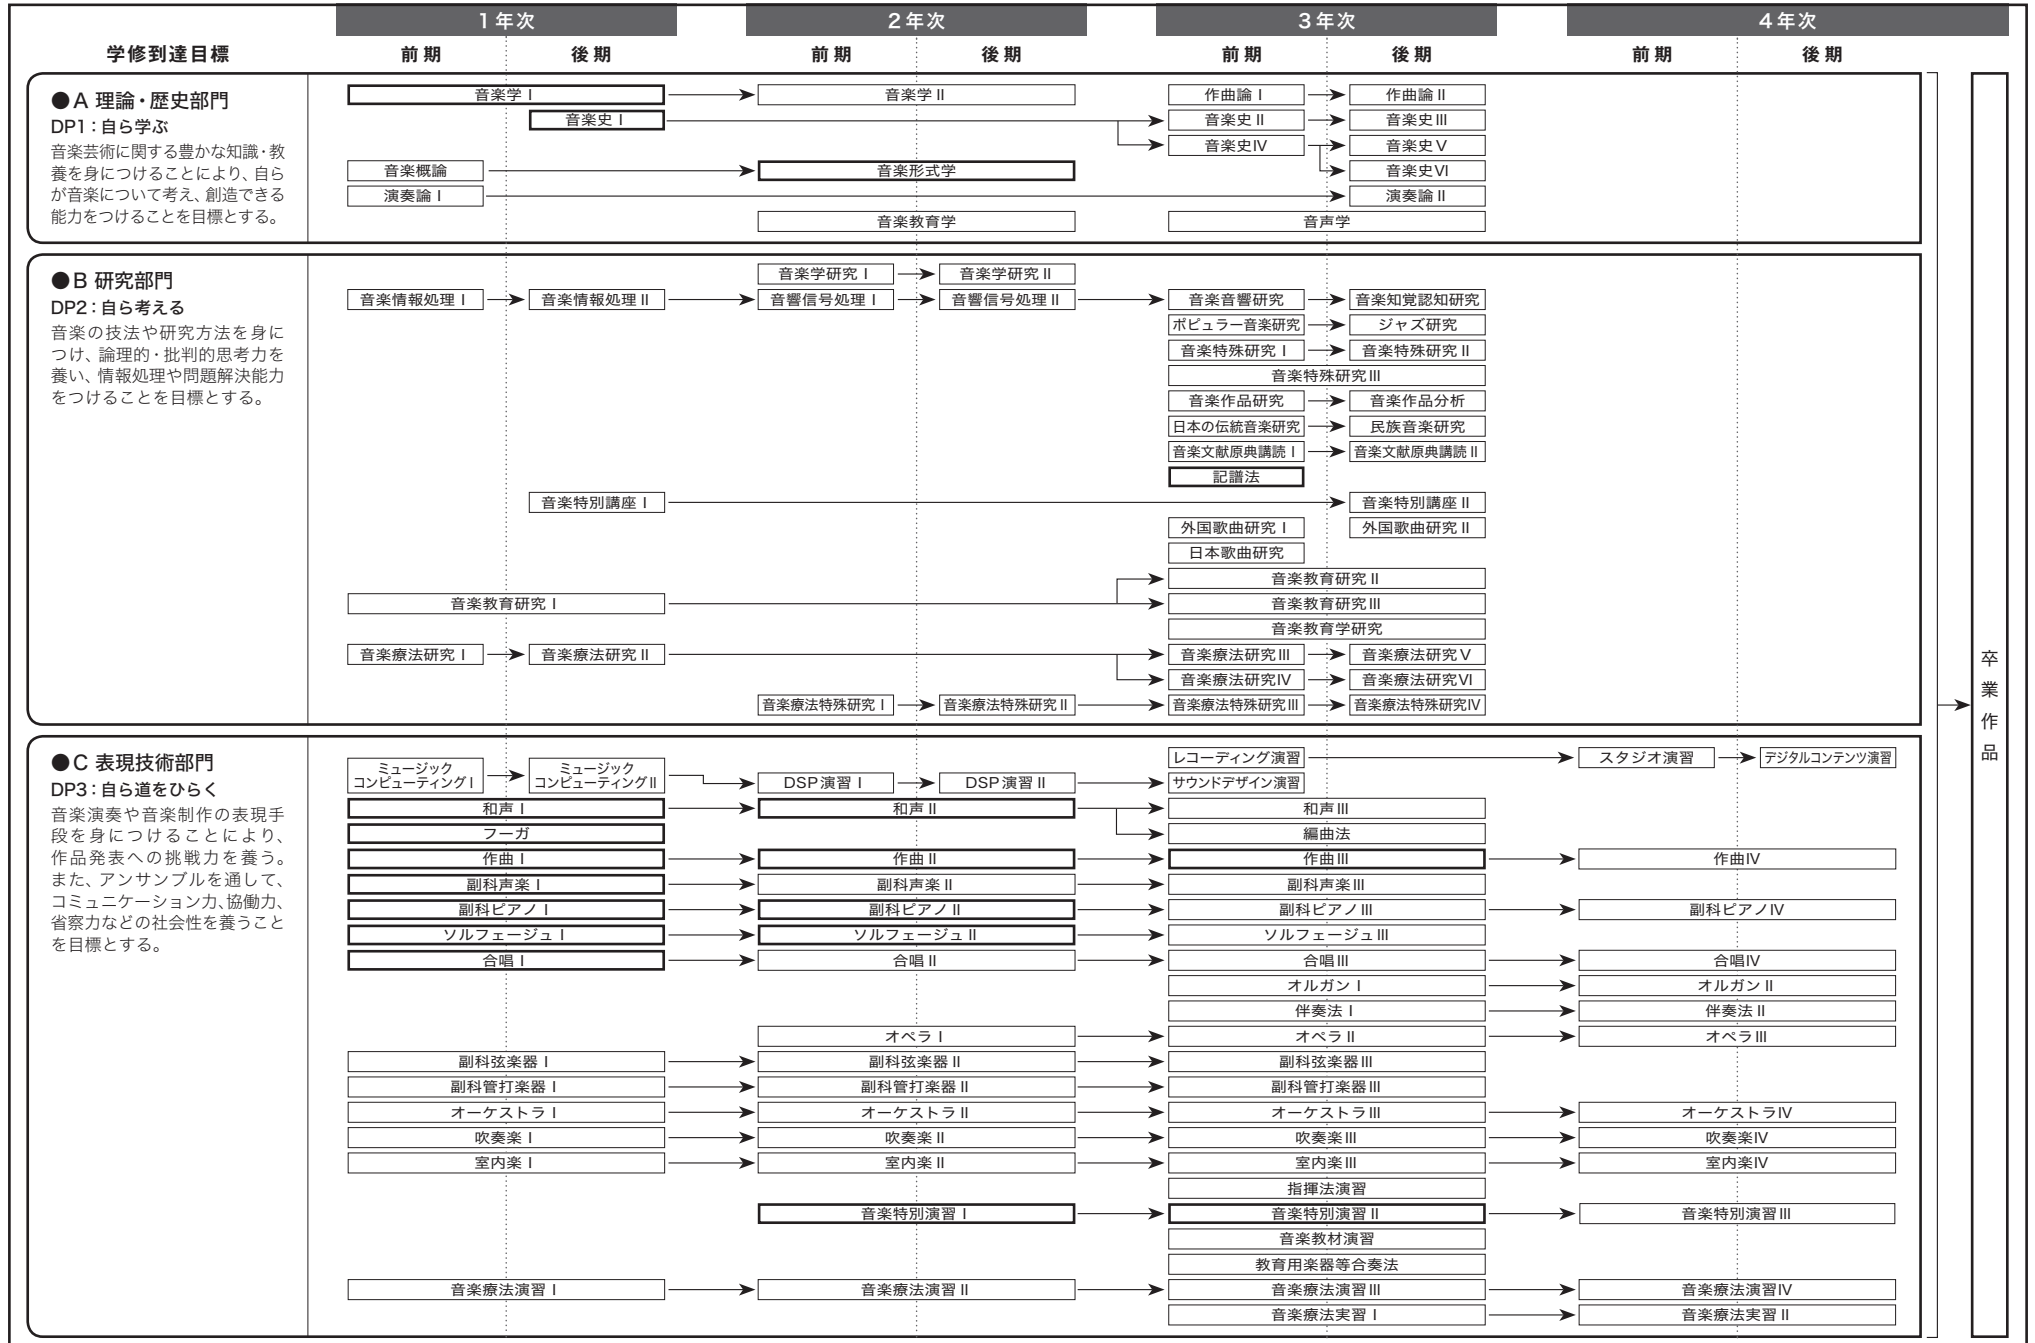 1年次 2年次 3年次 4年次
学修到達目標 前期 後期 前期 後期 前期 後期 前期 後期
●A 理論・歴史部門
DP1：自ら学ぶ
音楽芸術に関する豊かな知識・教
養を身につけることにより、自ら
が音楽について考え、創造できる
能力をつけることを目標とする。
音楽学Ⅰ 音楽学Ⅱ 作曲論Ⅰ 作曲論Ⅱ
音楽史Ⅰ 音楽史Ⅱ 音楽史Ⅲ
音楽史Ⅳ 音楽史Ⅴ
音楽概論 音楽形式学 音楽史Ⅵ
演奏論Ⅰ 演奏論Ⅱ
音楽教育学 音声学
●B 研究部門
DP2：自ら考える
音楽の技法や研究方法を身に
つけ、論理的・批判的思考力を
養い、情報処理や問題解決能力
をつけることを目標とする。
音楽学研究Ⅰ 音楽学研究Ⅱ
音楽情報処理Ⅰ 音楽情報処理Ⅱ 音響信号処理Ⅰ 音響信号処理Ⅱ 音楽音響研究 音楽知覚認知研究
ポピュラー音楽研究 ジャズ研究
音楽特殊研究Ⅰ 音楽特殊研究Ⅱ
音楽特殊研究Ⅲ
音楽作品研究 音楽作品分析
日本の伝統音楽研究 民族音楽研究
音楽文献原典講読Ⅰ 音楽文献原典講読Ⅱ
記譜法
音楽特別講座Ⅰ 音楽特別講座Ⅱ
外国歌曲研究Ⅰ 外国歌曲研究Ⅱ
日本歌曲研究
音楽教育研究Ⅱ
音楽教育研究Ⅰ 音楽教育研究Ⅲ
音楽教育学研究
音楽療法研究Ⅰ 音楽療法研究Ⅱ 音楽療法研究Ⅲ 音楽療法研究Ⅴ
音楽療法研究Ⅳ 音楽療法研究Ⅵ
音楽療法特殊研究Ⅰ 音楽療法特殊研究Ⅱ 音楽療法特殊研究Ⅲ 音楽療法特殊研究Ⅳ
●C 表現技術部門
DP3：自ら道をひらく
音楽演奏や音楽制作の表現手
段を身につけることにより、
作品発表への挑戦力を養う。
また、アンサンブルを通して、
コミュニケーション力、協働力、
省察力などの社会性を養うこと
を目標とする。
レコーディング演習 スタジオ演習 デジタルコンテンツ演習
ミュージック
コンピューティングⅠ
ミュージック
コンピューティングⅡ
DSP演習Ⅰ DSP演習Ⅱ サウンドデザイン演習
和声Ⅰ 和声Ⅱ 和声Ⅲ
フーガ 編曲法
作曲Ⅰ 作曲Ⅱ 作曲Ⅲ 作曲Ⅳ
副科声楽Ⅰ 副科声楽Ⅱ 副科声楽Ⅲ
副科ピアノⅠ 副科ピアノⅡ 副科ピアノⅢ 副科ピアノⅣ
ソルフェージュⅠ ソルフェージュⅡ ソルフェージュⅢ
合唱Ⅰ 合唱Ⅱ 合唱Ⅲ 合唱Ⅳ
オルガンⅠ オルガンⅡ
伴奏法Ⅰ 伴奏法Ⅱ
オペラⅠ オペラⅡ オペラⅢ
副科弦楽器Ⅰ 副科弦楽器Ⅱ 副科弦楽器Ⅲ
副科管打楽器Ⅰ 副科管打楽器Ⅱ 副科管打楽器Ⅲ
オーケストラⅠ オーケストラⅡ オーケストラⅢ オーケストラⅣ
吹奏楽Ⅰ 吹奏楽Ⅱ 吹奏楽Ⅲ 吹奏楽Ⅳ
室内楽Ⅰ 室内楽Ⅱ 室内楽Ⅲ 室内楽Ⅳ
指揮法演習
音楽特別演習Ⅰ 音楽特別演習Ⅱ 音楽特別演習Ⅲ
音楽教材演習
教育用楽器等合奏法
音楽療法演習Ⅰ 音楽療法演習Ⅱ 音楽療法演習Ⅲ 音楽療法演習Ⅳ
音楽療法実習Ⅰ 音楽療法実習Ⅱ
卒業作品